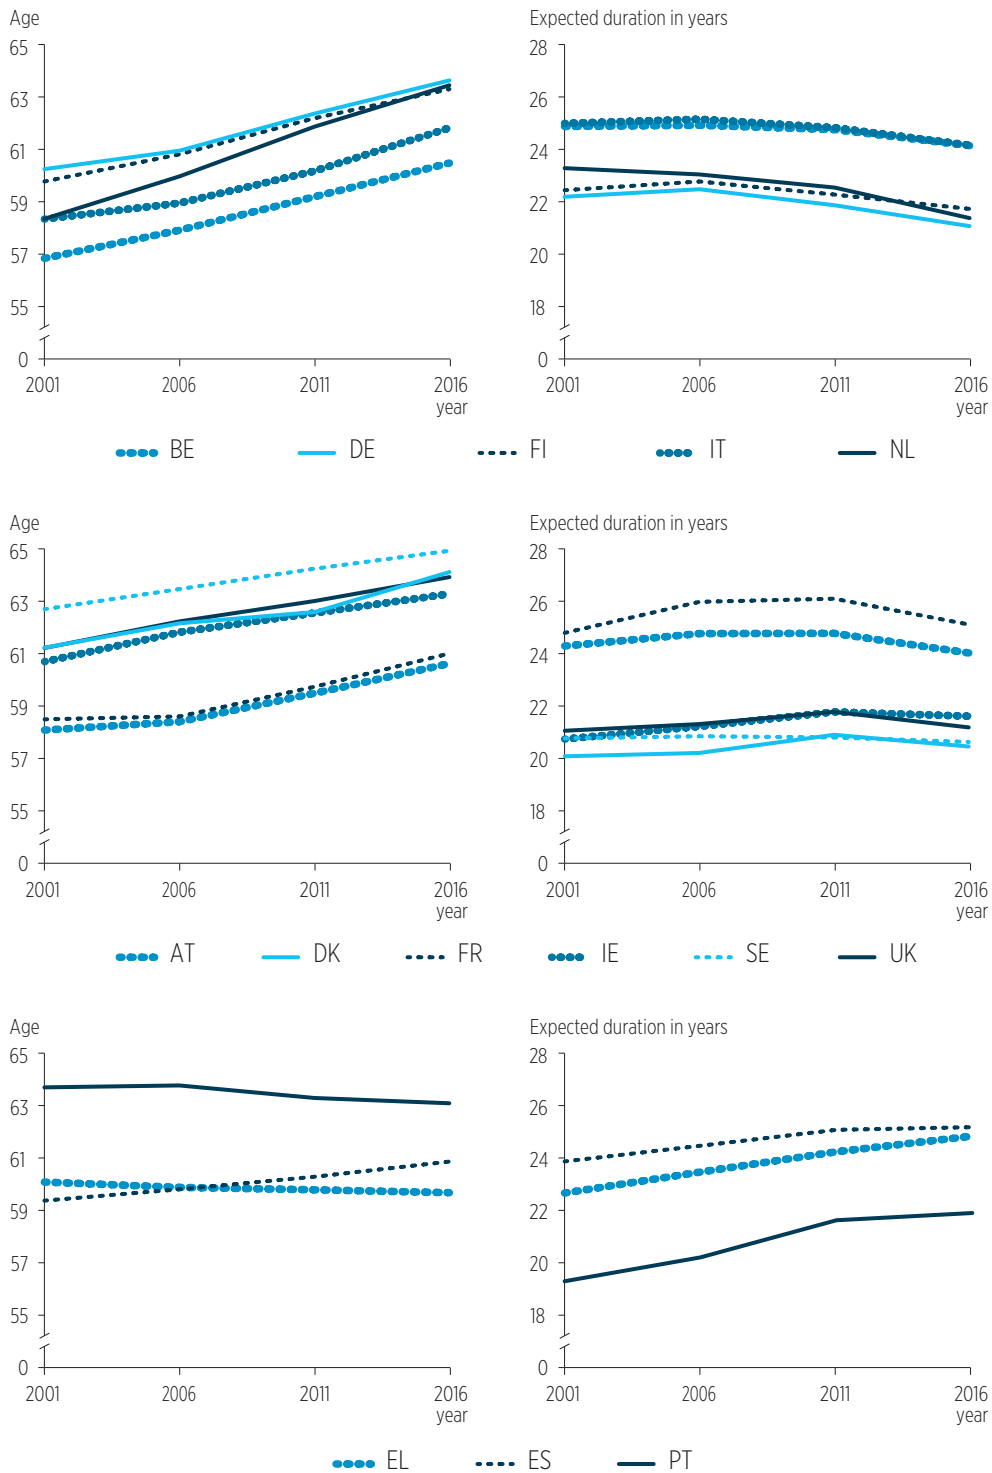 Age
65
63
61
59
57
55
0
2001 2006 2011 2016
year
Expected duration in years
28
26
24
22
20
18
0
2001 2006 2011 2016
year
BE DE FI IT NL
Age
65
63
61
59
57
55
0
2001 2006 2011 2016
year
Expected duration in years
28
26
24
22
20
18
0
2001 2006 2011 2016
year
AT DK FR IE SE UK
Age
65
63
61
59
57
55
0
2001 2006 2011 2016
year
Expected duration in years
28
26
24
22
20
18
0
2001 2006 2011 2016
year
EL ES PT